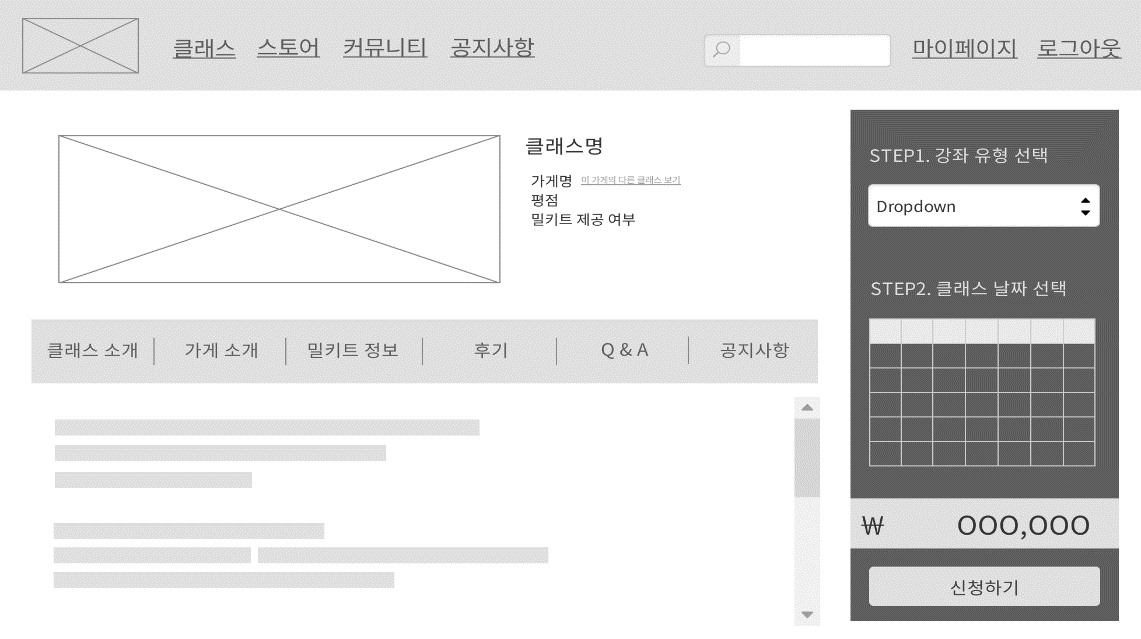 클래스 스토어 커뮤니티 공지사항 마이페이지 로그아웃
클래스명
가게명 이 가게의 다른 클래스 보기
평점
밀키트 제공 여부
클래스 소개 가게 소개 밀키트 정보 후기 Q & A 공지사항
STEP1. 강좌 유형 선택
Dropdown
STEP2. 클래스 날짜 선택
₩ OOO,OOO
신청하기